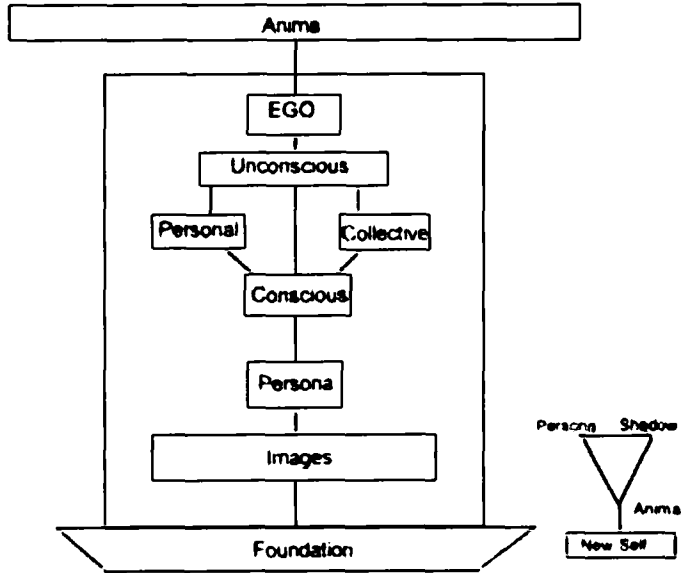 Anima
EGO
Unconscious
Personal Collective
Conscious
Persona
Images
Persona Shadow
Anima
New Self
Foundation